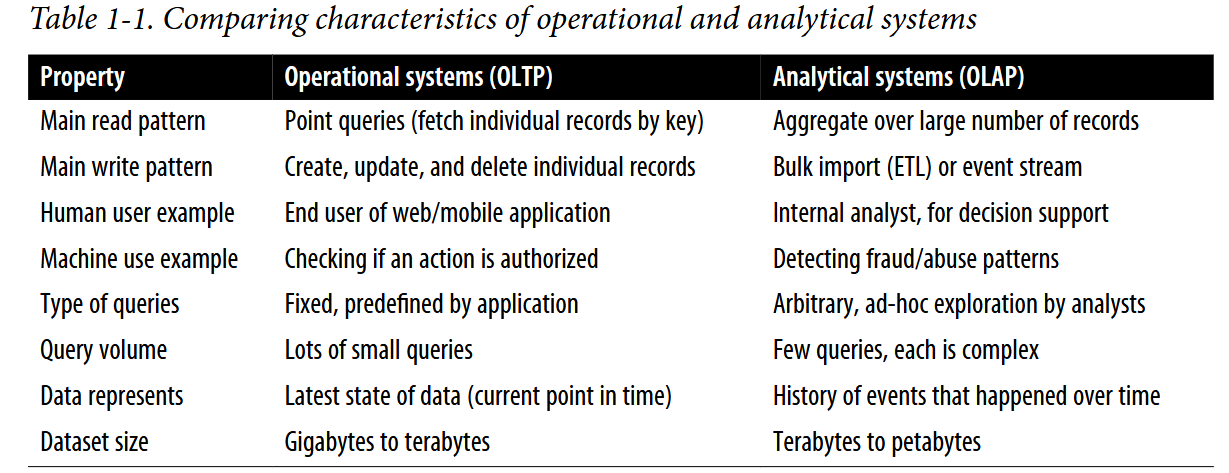 Table 1-1. Comparing characteristics of operational and analytical systems
Property Operational systems (OLTP) Analytical systems (OLAP)
Main read pattern Point queries (fetch individual records by key) Aggregate over large number of records
Main write pattern Create, update, and delete individual records Bulk import (ETL) or event stream
Human user example End user of web/mobile application Internal analyst, for decision support
Machine use example Checking if an action is authorized Detecting fraud/abuse patterns
Type of queries Fixed, predefined by application Arbitrary, ad-hoc exploration by analysts
Query volume Lots of small queries Few queries, each is complex
Data represents Latest state of data (current point in time) History of events that happened over time
Dataset size Gigabytes to terabytes Terabytes to petabytes